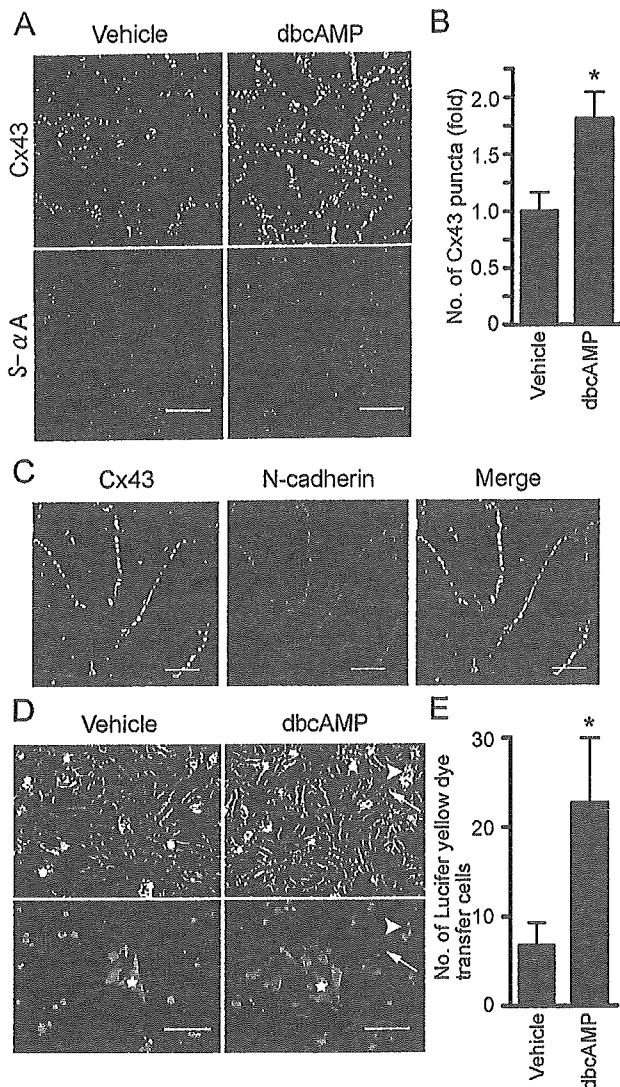 A
Vehicle
dbcAMP
Cx43
S-αA
B
No. of Cx43 puncta (fold)
2.0
1.5
1.0
0.5
0
*
Vehicle
dbcAMP
C
Cx43
N-cadherin
Merge
D
Vehicle
dbcAMP
E
No. of Lucifer yellow dye
transfer cells
30
20
10
0
*
Vehicle
dbcAMP